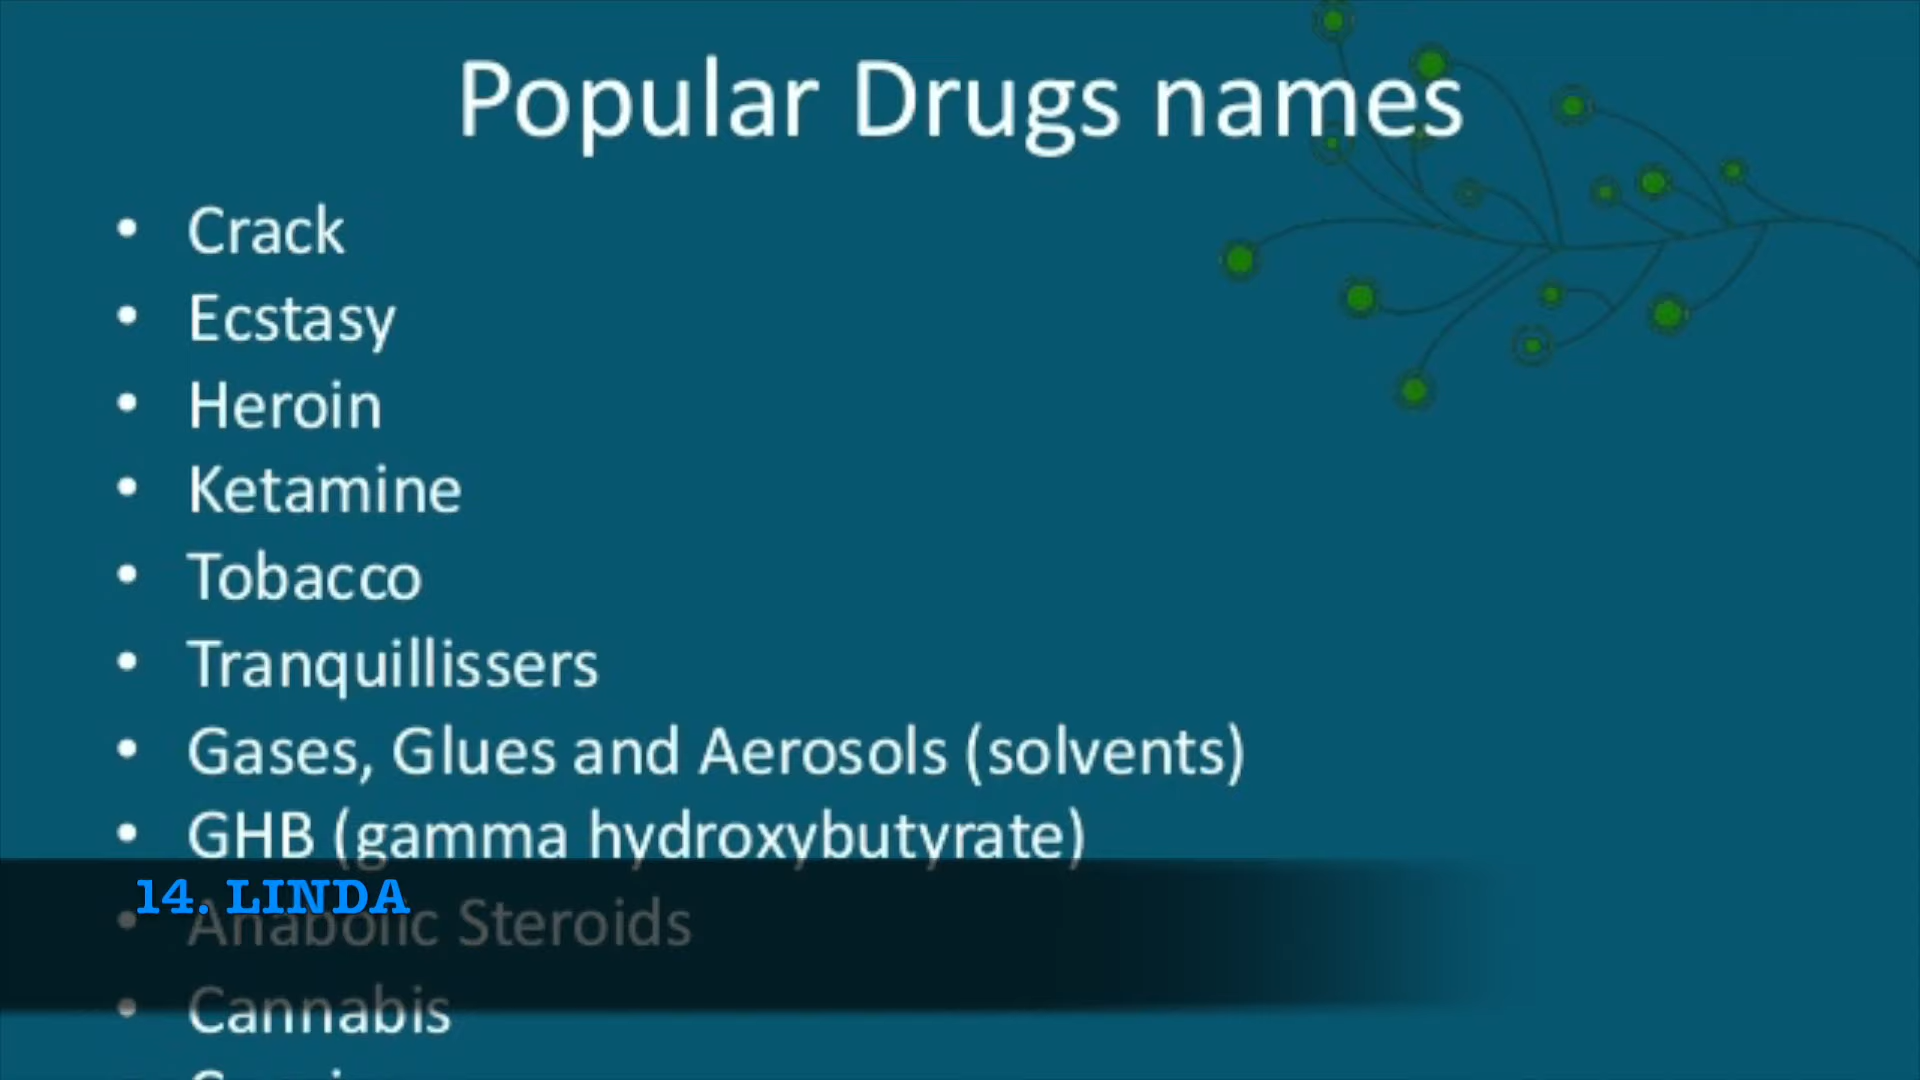 Popular Drugs names
• Crack
• Ecstasy
• Heroin
• Ketamine
• Tobacco
• Tranquillissers
• Gases, Glues and Aerosols (solvents)
• GHB (gamma hydroxybutyrate)
14. LINDA
• Anabolic Steroids
• Cannabis